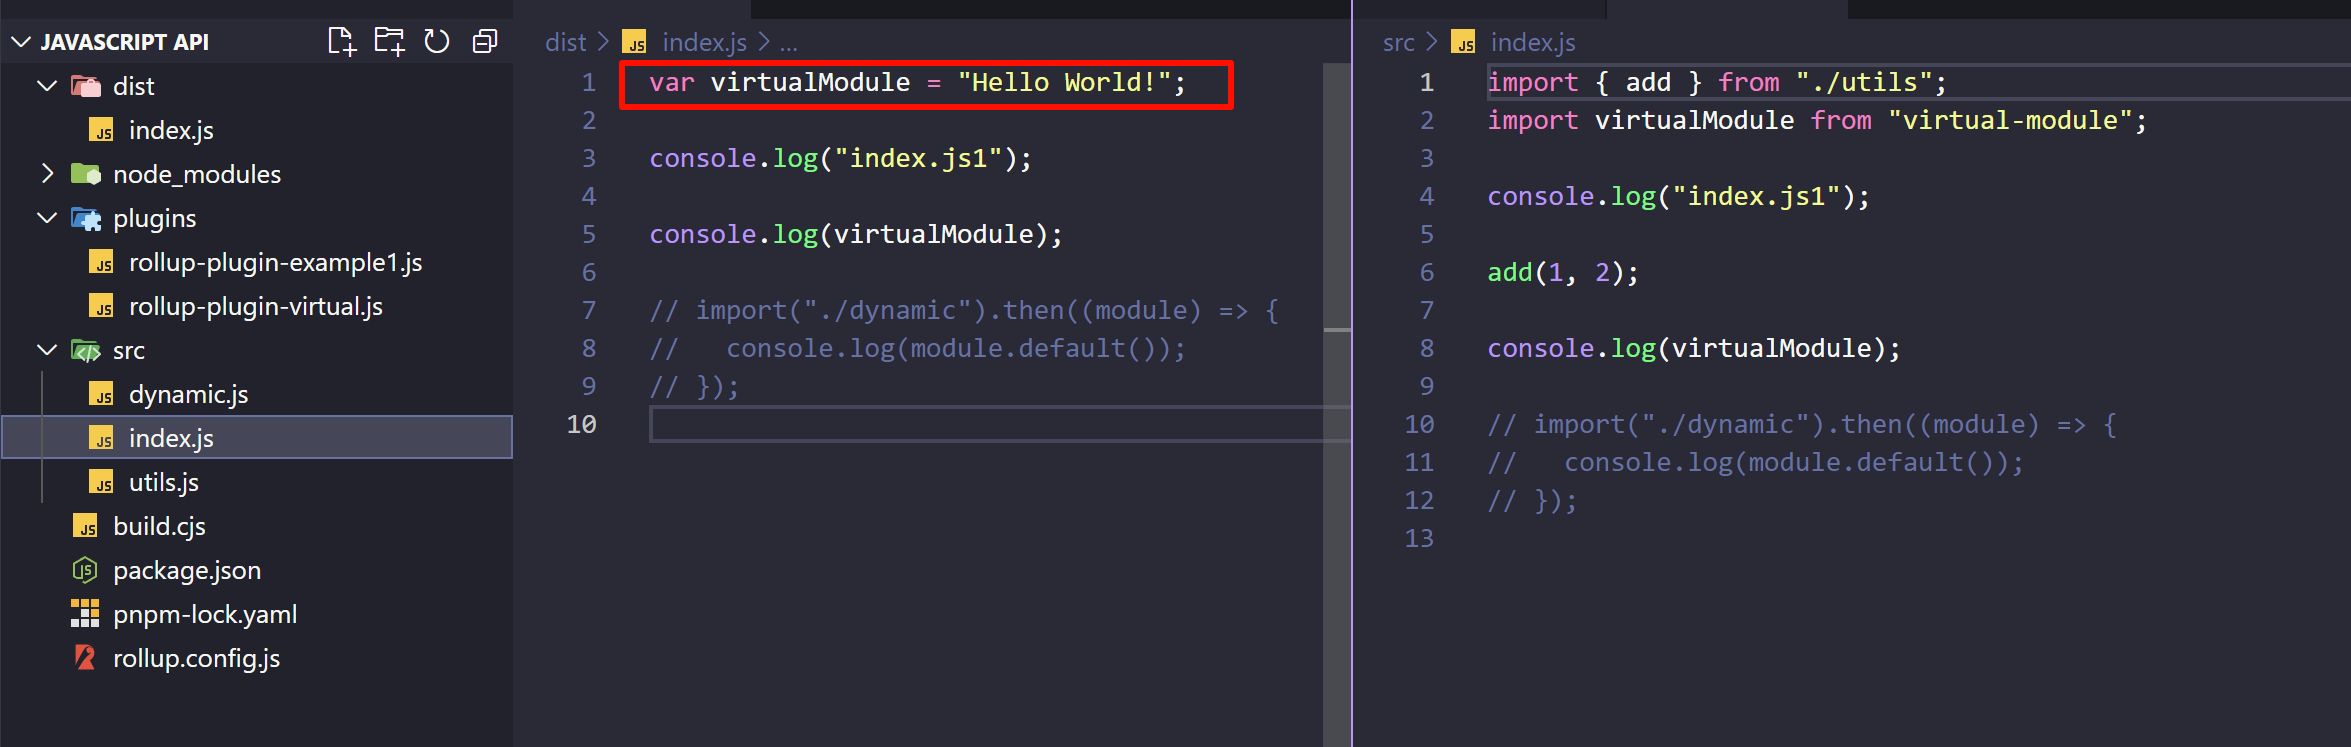 JAVASCRIPT API
dist
index.js
node_modules
plugins
rollup-plugin-example1.js
rollup-plugin-virtual.js
src
dynamic.js
index.js
utils.js
build.cjs
package.json
pnpm-lock.yaml
rollup.config.js
dist > JS index.js > ...
1 var virtualModule = "Hello World!";
2
3 console.log("index.js1");
4
5 console.log(virtualModule);
6
7 // import("./dynamic").then((module) => {
8 //   console.log(module.default());
9 // });
10
src > JS index.js
1 import { add } from "./utils";
2 import virtualModule from "virtual-module";
3
4 console.log("index.js1");
5
6 add(1, 2);
7
8 console.log(virtualModule);
9
10 // import("./dynamic").then((module) => {
11 //   console.log(module.default());
12 // });
13